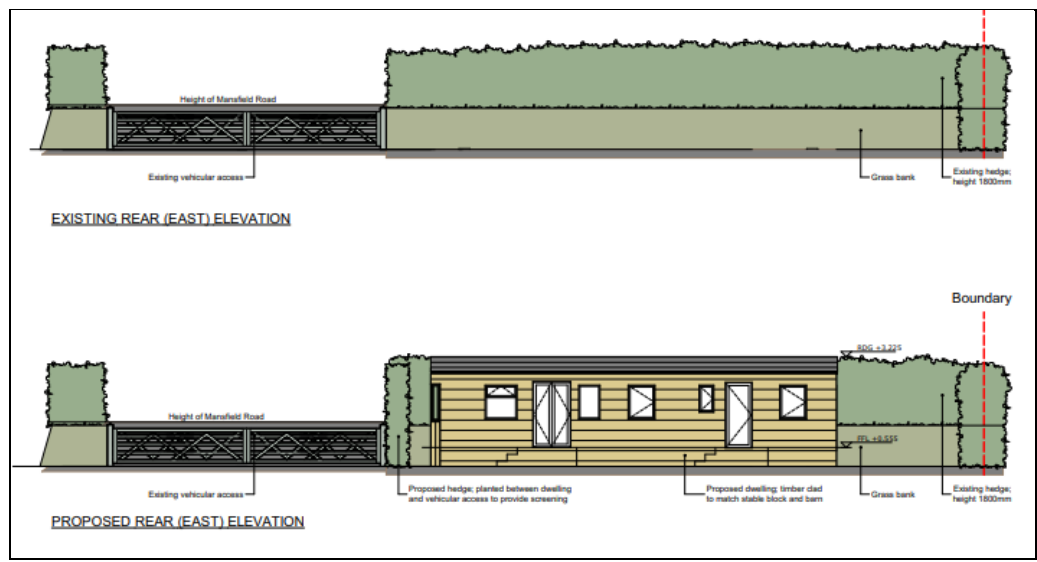 Height of Mansfield Road
Existing vehicular access
Grass bank
Existing hedge;
height 1800mm
EXISTING REAR (EAST) ELEVATION
Boundary
RDG +3.225
Height of Mansfield Road
FFL +0.555
Existing vehicular access
Proposed hedge; planted between dwelling
and vehicular access to provide screening
Proposed dwelling; timber clad
to match stable block and barn
Grass bank
Existing hedge;
height 1800mm
PROPOSED REAR (EAST) ELEVATION